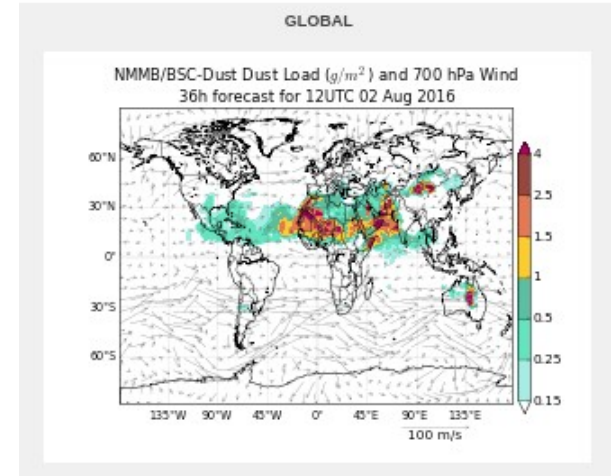 GLOBAL
NMMB/BSC-Dust Dust Load (g/m²) and 700 hPa Wind
36h forecast for 12UTC 02 Aug 2016
60°N
30°N
0°
30°S
60°S
135°W 90°W 45°W 0° 45°E 90°E 135°E
100 m/s
4
2.5
1.5
1
0.5
0.25
0.15